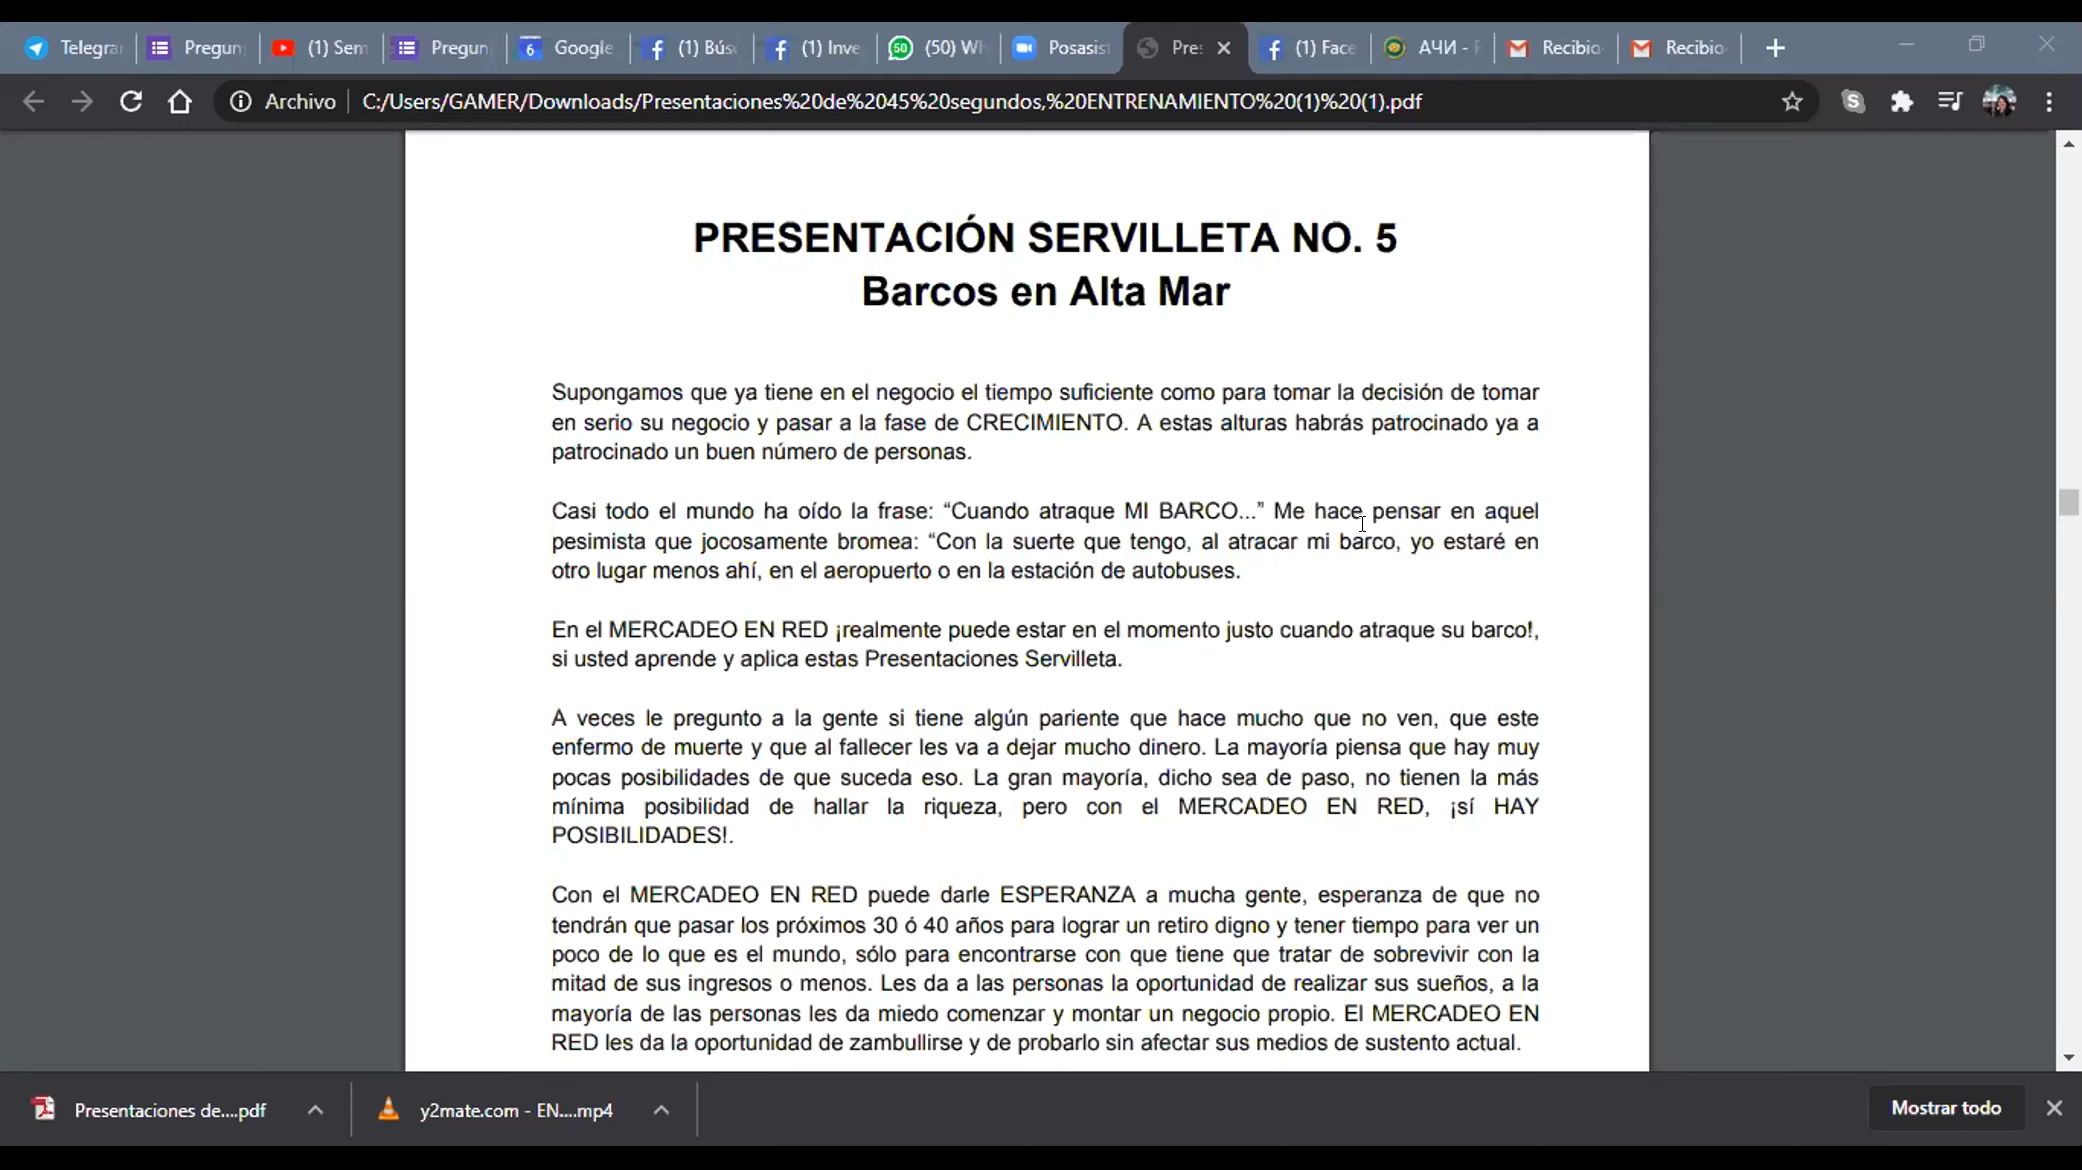 Telegra
Pregun
(1) Sem
Pregun
6
Google
(1) Bús
(1) Inve
50
(50) Wh
Posasis
Pres
(1) Face
АЧИ -
Recibio
Recibio
Archivo
C:/Users/GAMER/Downloads/Presentaciones%20de%2045%20segundos,%20ENTRENAMIENTO%20(1)%20(1).pdf
PRESENTACIÓN SERVILLETA NO. 5
Barcos en Alta Mar
Supongamos que ya tiene en el negocio el tiempo suficiente como para tomar la decisión de tomar
en serio su negocio y pasar a la fase de CRECIMIENTO. A estas alturas habrás patrocinado ya a
patrocinado un buen número de personas.
Casi todo el mundo ha oído la frase: “Cuando atraque MI BARCO...” Me hace pensar en aquel
pesimista que jocosamente bromea: “Con la suerte que tengo, al atracar mi barco, yo estaré en
otro lugar menos ahí, en el aeropuerto o en la estación de autobuses.
En el MERCADEO EN RED ¡realmente puede estar en el momento justo cuando atraque su barco!,
si usted aprende y aplica estas Presentaciones Servilleta.
A veces le pregunto a la gente si tiene algún pariente que hace mucho que no ven, que este
enfermo de muerte y que al fallecer les va a dejar mucho dinero. La mayoría piensa que hay muy
pocas posibilidades de que suceda eso. La gran mayoría, dicho sea de paso, no tienen la más
mínima posibilidad de hallar la riqueza, pero con el MERCADEO EN RED, ¡sí HAY
POSIBILIDADES!.
Con el MERCADEO EN RED puede darle ESPERANZA a mucha gente, esperanza de que no
tendrán que pasar los próximos 30 ó 40 años para lograr un retiro digno y tener tiempo para ver un
poco de lo que es el mundo, sólo para encontrarse con que tiene que tratar de sobrevivir con la
mitad de sus ingresos o menos. Les da a las personas la oportunidad de realizar sus sueños, a la
mayoría de las personas les da miedo comenzar y montar un negocio propio. El MERCADEO EN
RED les da la oportunidad de zambullirse y de probarlo sin afectar sus medios de sustento actual.
Presentaciones de....pdf
y2mate.com - EN....mp4
Mostrar todo